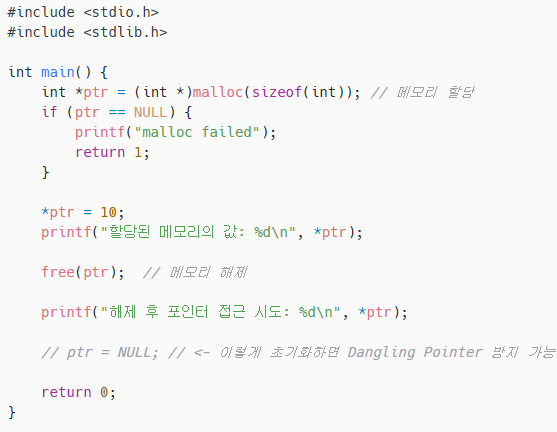 #include <stdio.h>
#include <stdlib.h>
int main() {
int *ptr = (int *)malloc(sizeof(int)); // 메모리 할당
if (ptr == NULL) {
printf("malloc failed");
return 1;
}
*ptr = 10;
printf("할당된 메모리의 값: %d\n", *ptr);
free(ptr);  // 메모리 해제
printf("해제 후 포인터 접근 시도: %d\n", *ptr);
// ptr = NULL; // <- 이렇게 초기화하면 Dangling Pointer 방지 가능
return 0;
}